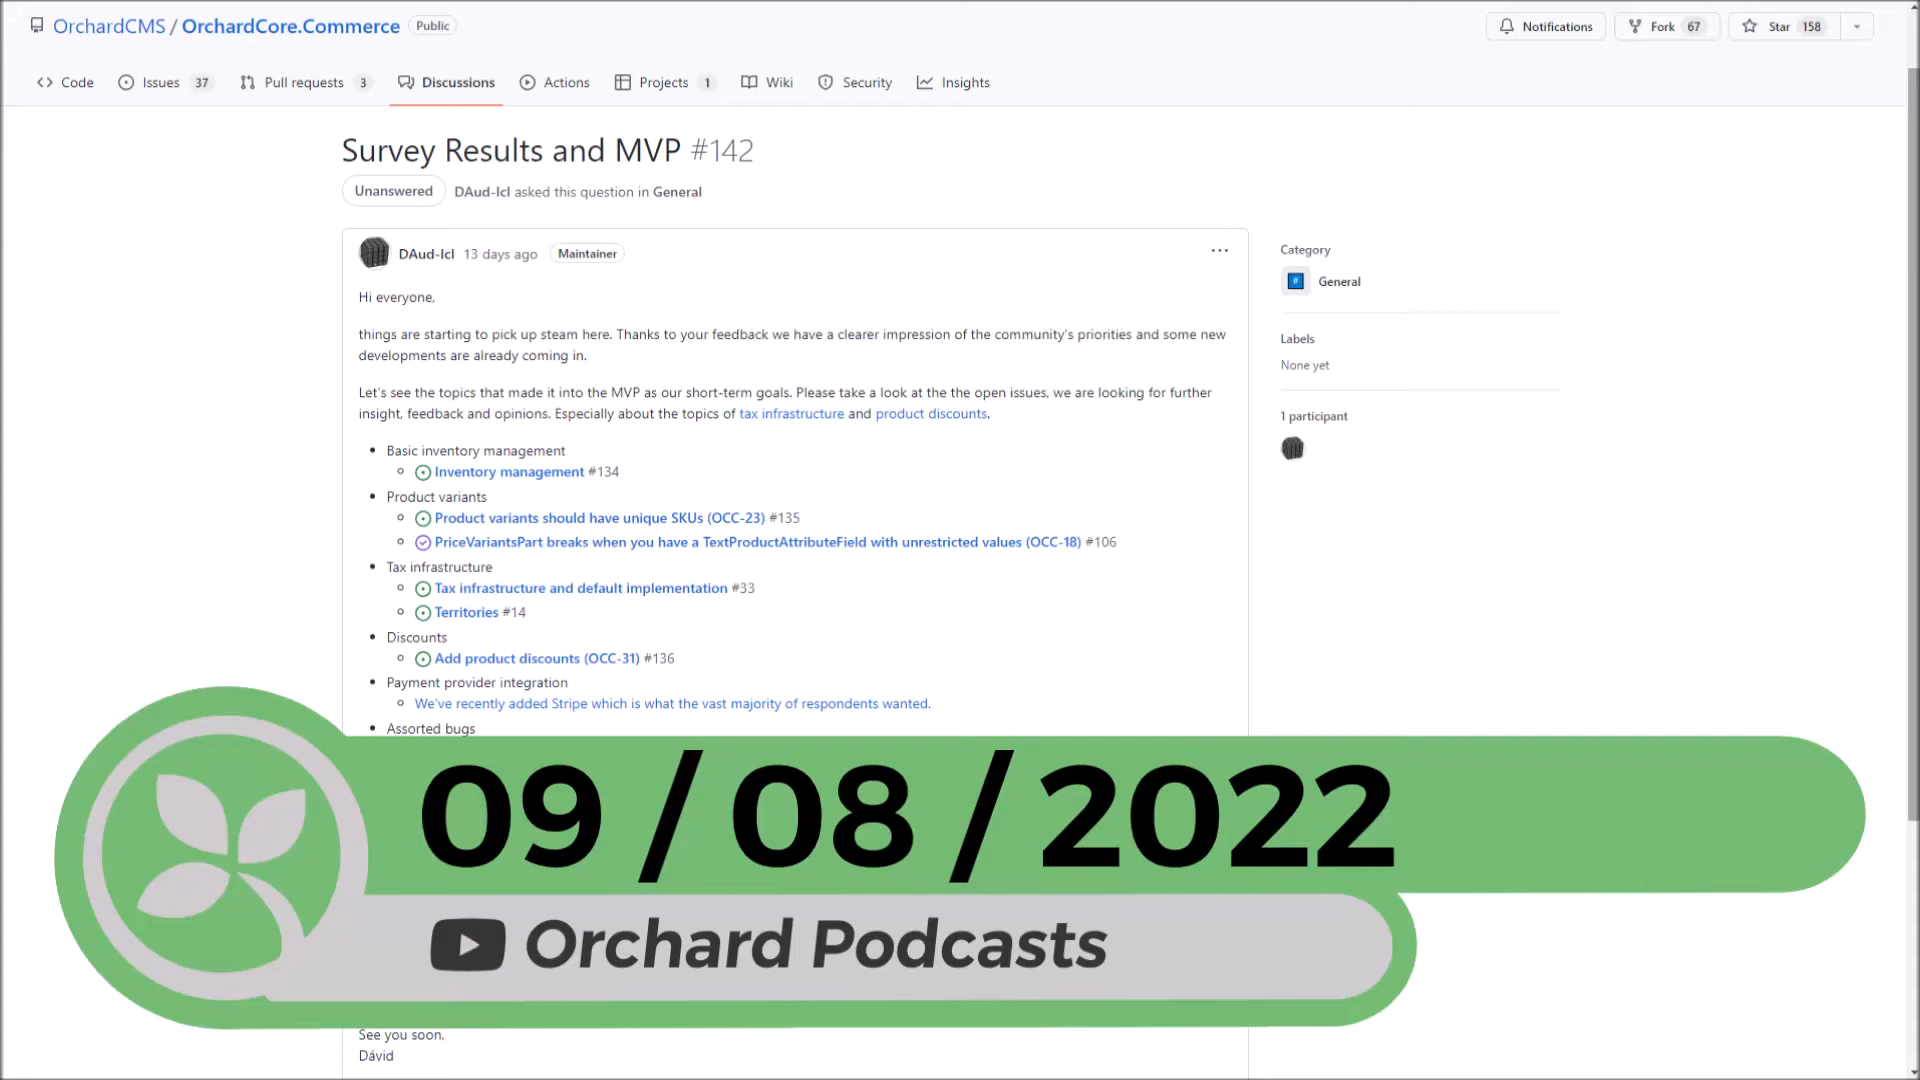 OrchardCMS / OrchardCore.Commerce Public
Notifications Fork 67 Star 158
Code Issues 37 Pull requests 3 Discussions Actions Projects 1 Wiki Security Insights
Survey Results and MVP #142
Unanswered DAud-lcl asked this question in General
DAud-lcl 13 days ago Maintainer
Hi everyone,
things are starting to pick up steam here. Thanks to your feedback we have a clearer impression of the community's priorities and some new
developments are already coming in.
Let's see the topics that made it into the MVP as our short-term goals. Please take a look at the the open issues, we are looking for further
insight, feedback and opinions. Especially about the topics of tax infrastructure and product discounts.
Basic inventory management
Inventory management #134
Product variants
Product variants should have unique SKUs (OCC-23) #135
PriceVariantsPart breaks when you have a TextProductAttributeField with unrestricted values (OCC-18) #106
Tax infrastructure
Tax infrastructure and default implementation #33
Territories #14
Discounts
Add product discounts (OCC-31) #136
Payment provider integration
We've recently added Stripe which is what the vast majority of respondents wanted.
Assorted bugs
See you soon,
Dávid
Category
# General
Labels
None yet
1 participant
09 / 08 / 2022
Orchard Podcasts